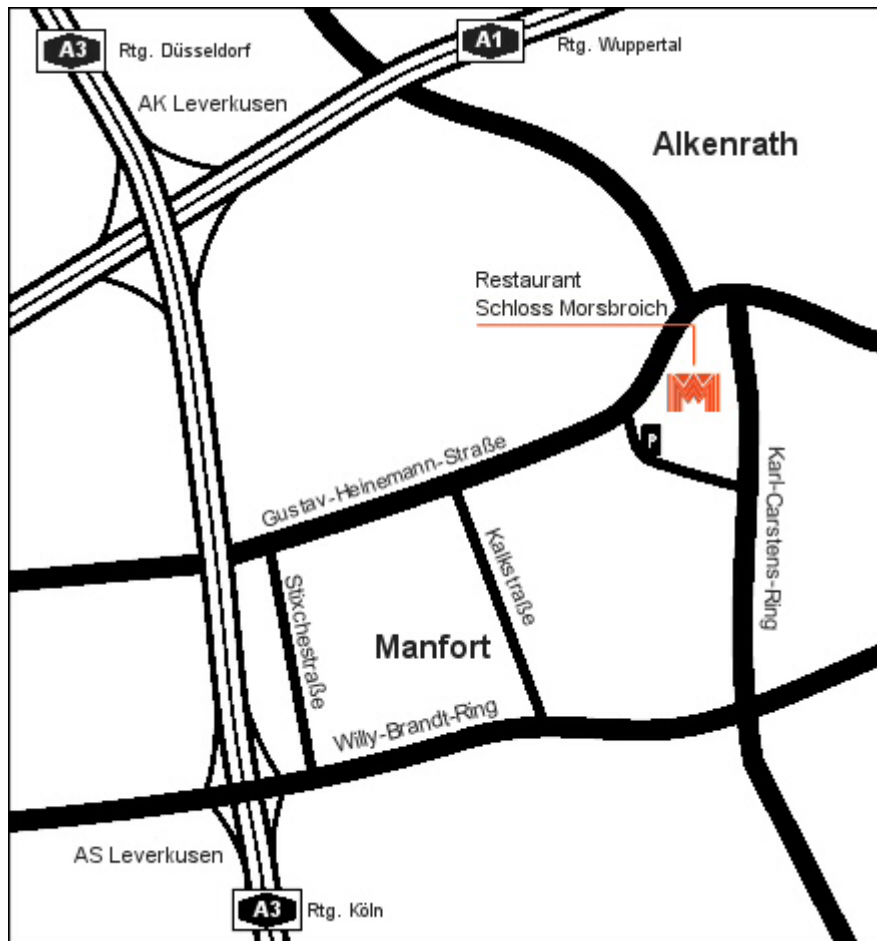 A3
Rtg. Düsseldorf
A1
Rtg. Wuppertal
AK Leverkusen
Alkenrath
Restaurant
Schloss Morsbroich
M
P
Gustav-Heinemann-Straße
Karl-Carstens-Ring
Kalkstraße
Stixchestraße
Manfort
Willy-Brandt-Ring
AS Leverkusen
A3
Rtg. Köln